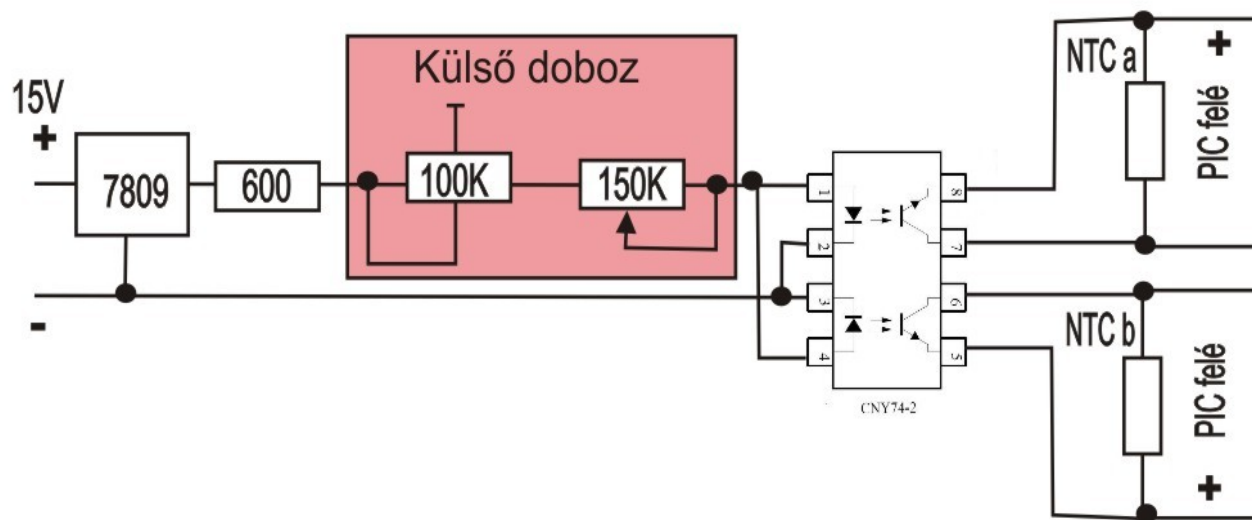 Külső doboz
15V
+
-
7809
600
100K
150K
1
2
3
4
8
7
6
5
CNY74-2
NTC a
+
PIC felé
NTC b
PIC felé
+